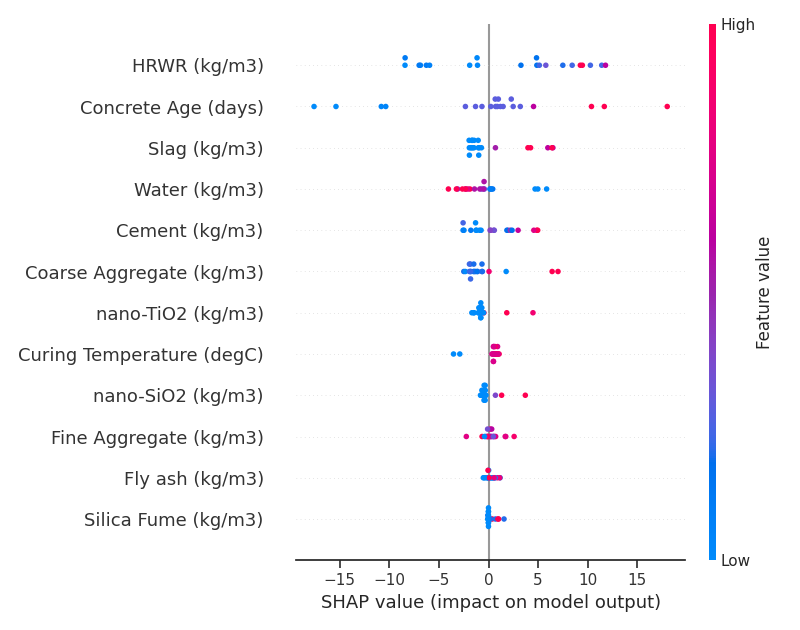 High
HRWR (kg/m3)
Concrete Age (days)
Slag (kg/m3)
Water (kg/m3)
Cement (kg/m3)
Coarse Aggregate (kg/m3)
nano-TiO2 (kg/m3)
Curing Temperature (degC)
nano-SiO2 (kg/m3)
Fine Aggregate (kg/m3)
Fly ash (kg/m3)
Silica Fume (kg/m3)
Feature value
Low
−15 −10 −5 0 5 10 15
SHAP value (impact on model output)